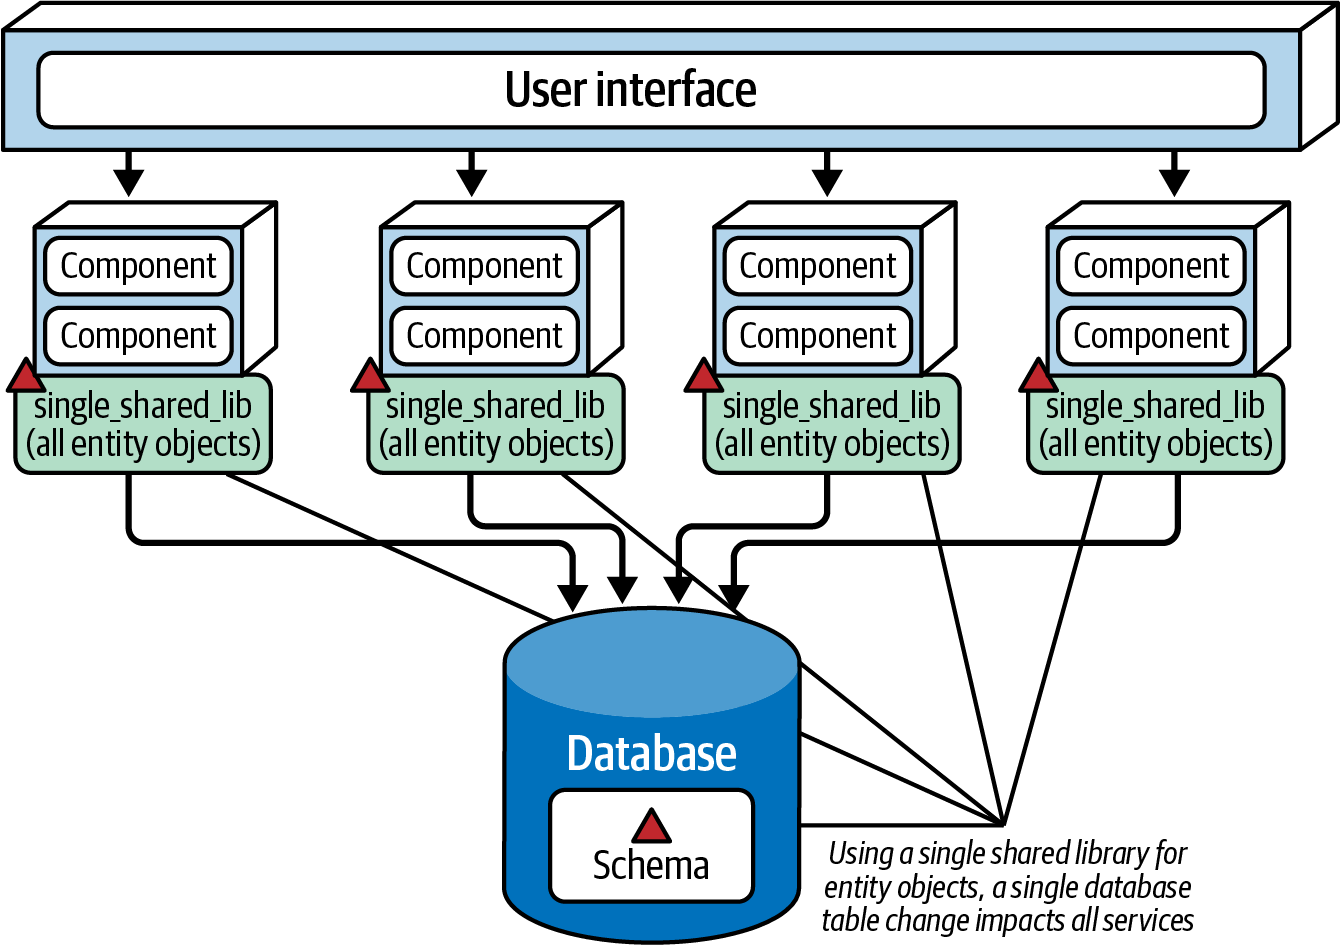 User interface
Component
Component
Component
Component
Component
Component
Component
Component
single_shared_lib
(all entity objects)
single_shared_lib
(all entity objects)
single_shared_lib
(all entity objects)
single_shared_lib
(all entity objects)
Database
Schema
Using a single shared library for
entity objects, a single database
table change impacts all services